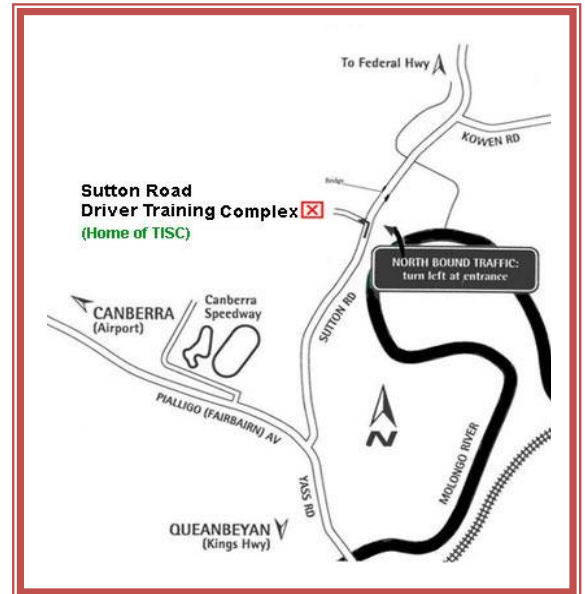 To Federal Hwy
KOWEN RD
Bridge
Sutton Road
Driver Training Complex
(Home of TISC)
NORTH BOUND TRAFFIC:
turn left at entrance
CANBERRA
(Airport)
Canberra
Speedway
SUTTON RD
PIALLIGO (FAIRBAIRN) AV
N
MOLONGO RIVER
YASS RD
QUEANBEYAN
(Kings Hwy)